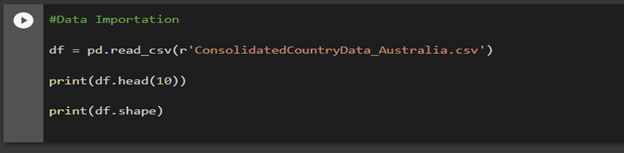 #Data Importation
df = pd.read_csv(r'ConsolidatedCountryData_Australia.csv')
print(df.head(10))
print(df.shape)